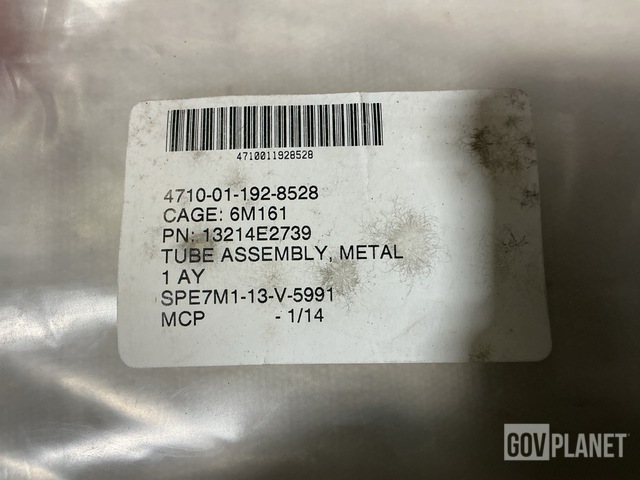 4710011928528
4710-01-192-8528
CAGE: 6M161
PN: 13214E2739
TUBE ASSEMBLY, METAL
1 AY
SPE7M1-13-V-5991
MCP - 1/14
GOVPLANET